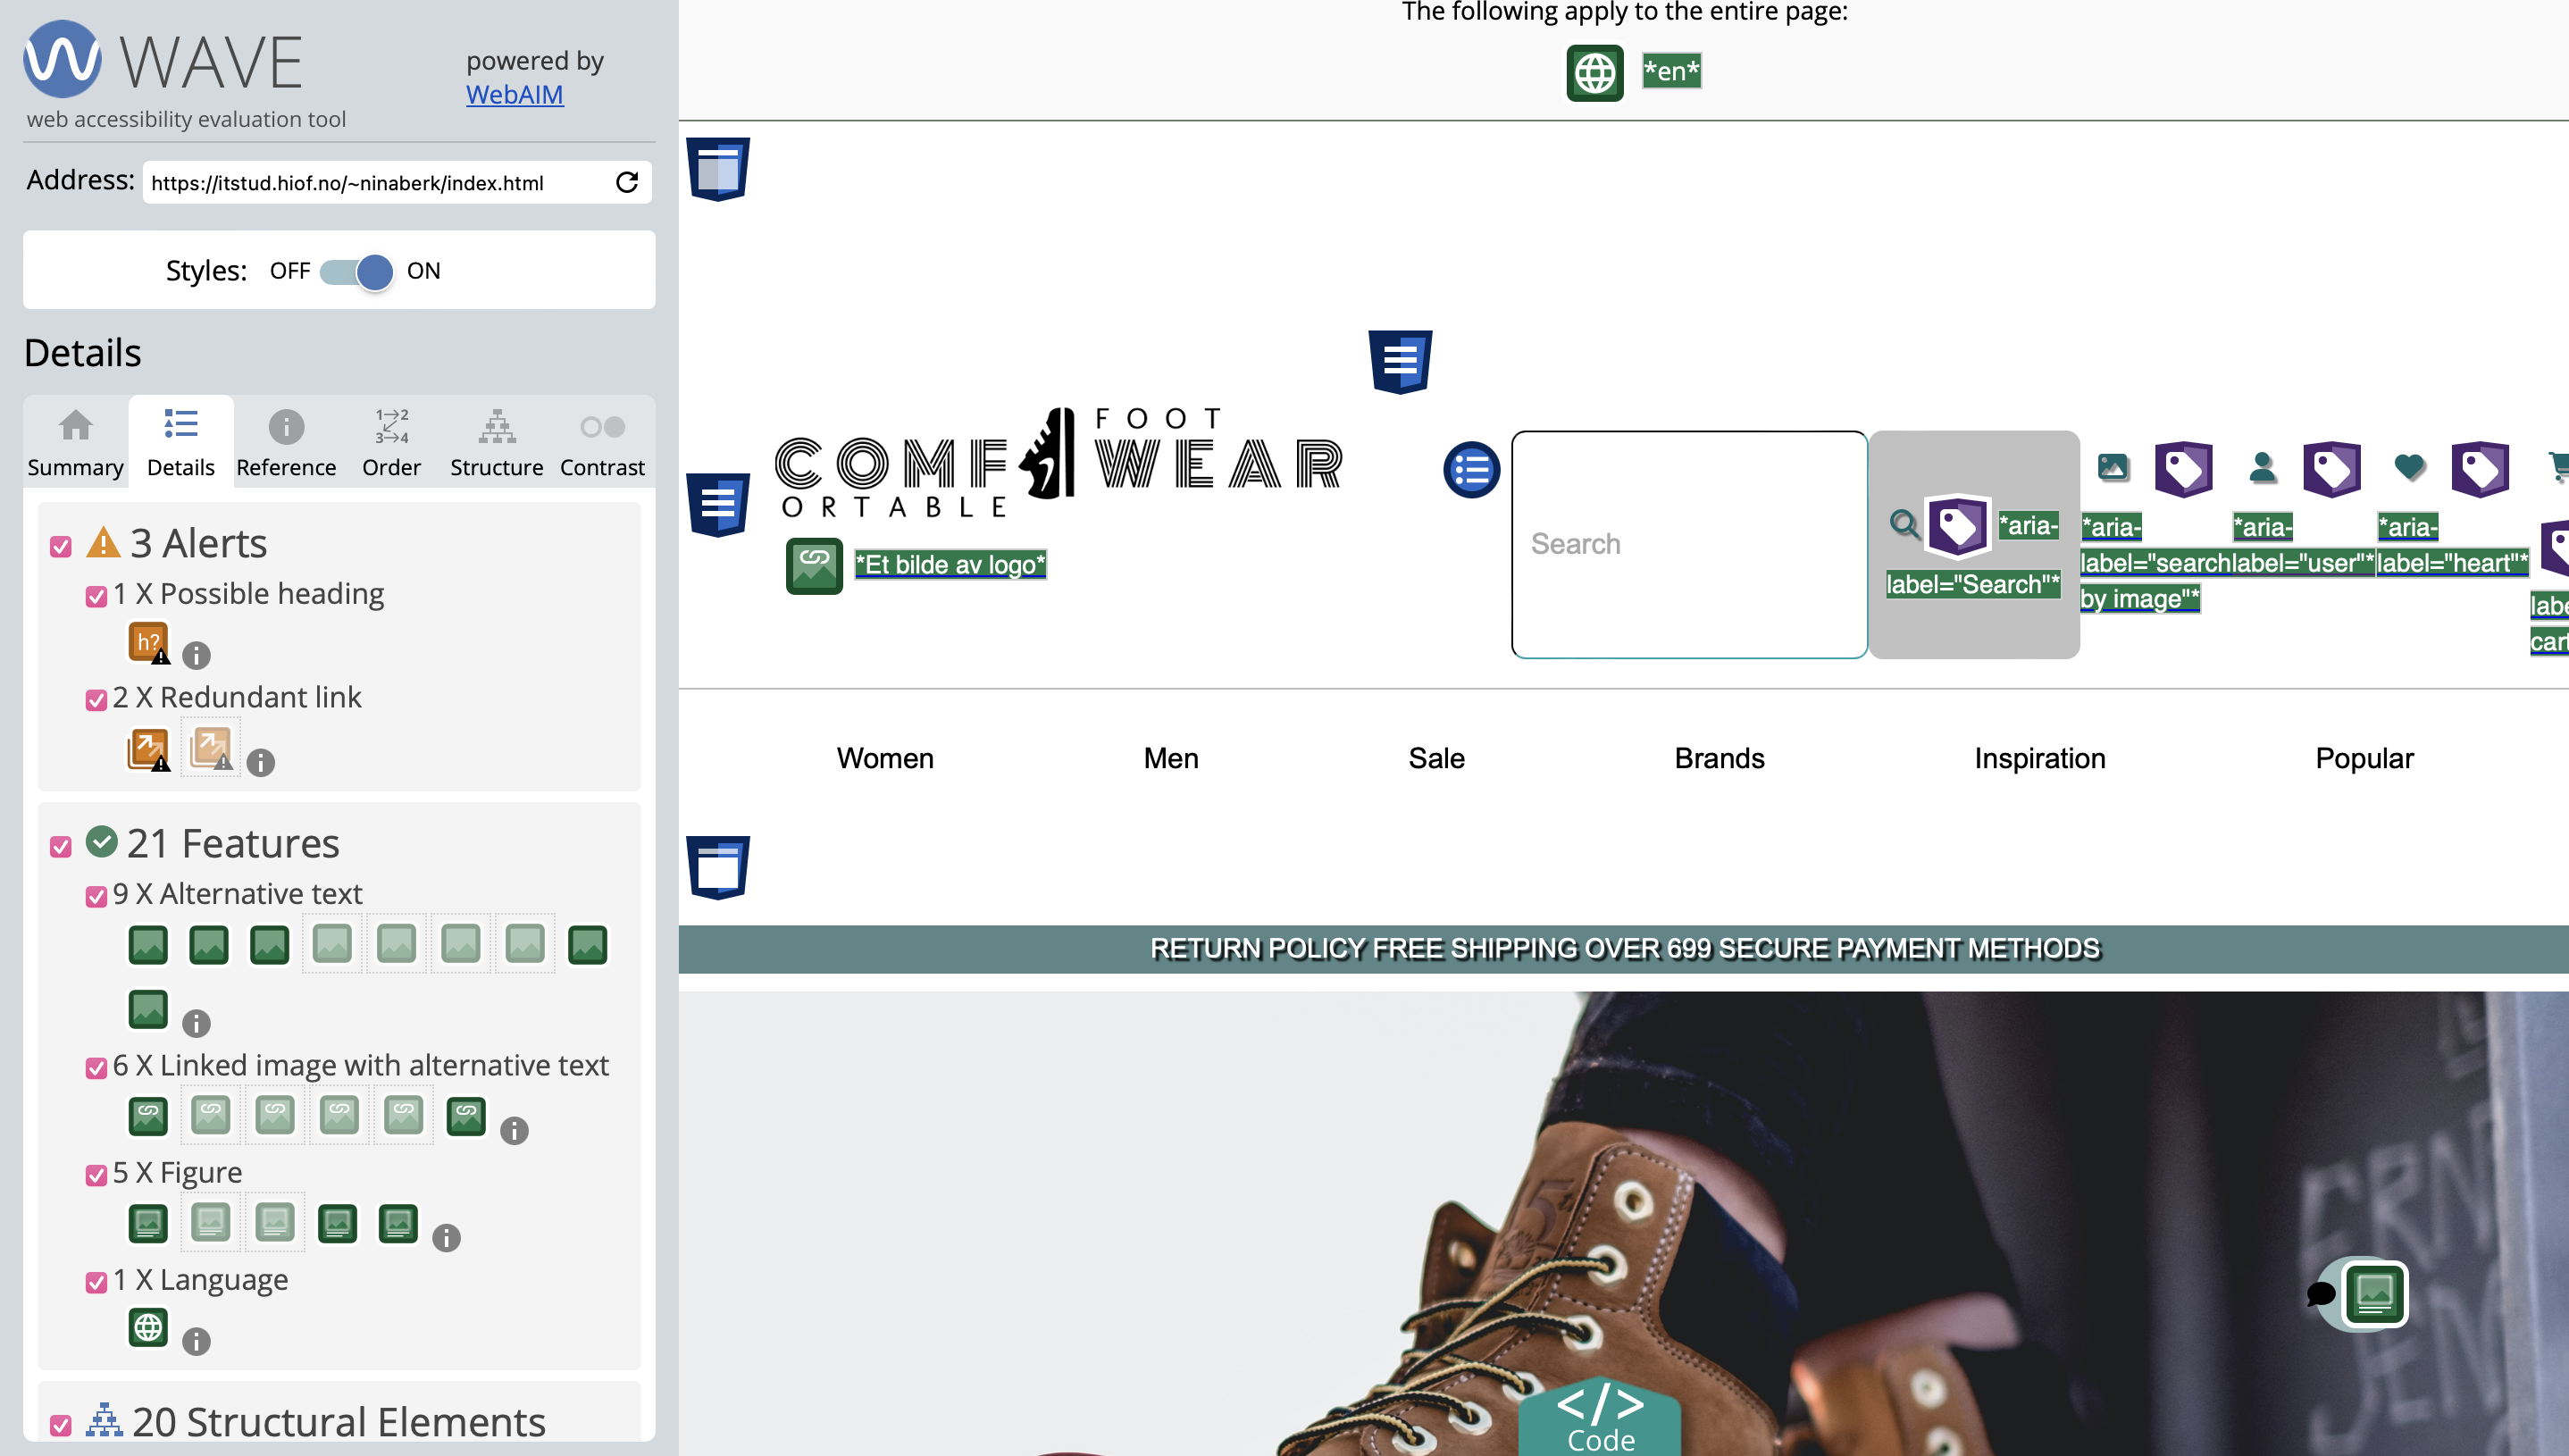 WAVE
web accessibility evaluation tool
powered by
WebAIM
Address: https://itstud.hiof.no/~ninaberk/index.html
Styles: OFF ON
Details
Summary Details Reference Order Structure Contrast
3 Alerts
1 X Possible heading
h?
2 X Redundant link
21 Features
9 X Alternative text
6 X Linked image with alternative text
5 X Figure
1 X Language
20 Structural Elements
The following apply to the entire page:
*en*
FOOT
COMF WEAR
ORTABLE
*Et bilde av logo*
Search
*aria-
label="Search"*
*aria-
label="search
by image"*
*aria-
label="user"*
*aria-
label="heart"*
Women Men Sale Brands Inspiration Popular
RETURN POLICY FREE SHIPPING OVER 699 SECURE PAYMENT METHODS
</>
Code